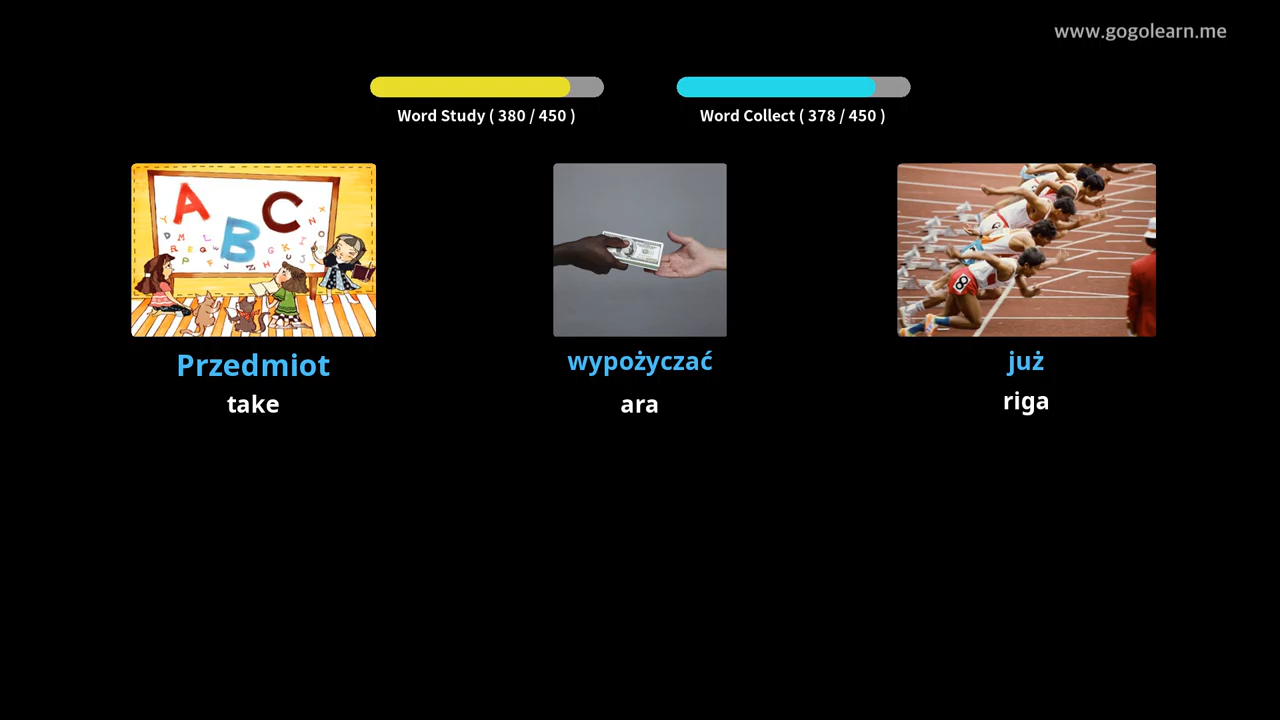 www.gogolearn.me
Word Study ( 380 / 450 )
Word Collect ( 378 / 450 )
A B C
Przedmiot
wypożyczać
już
take
ara
riga